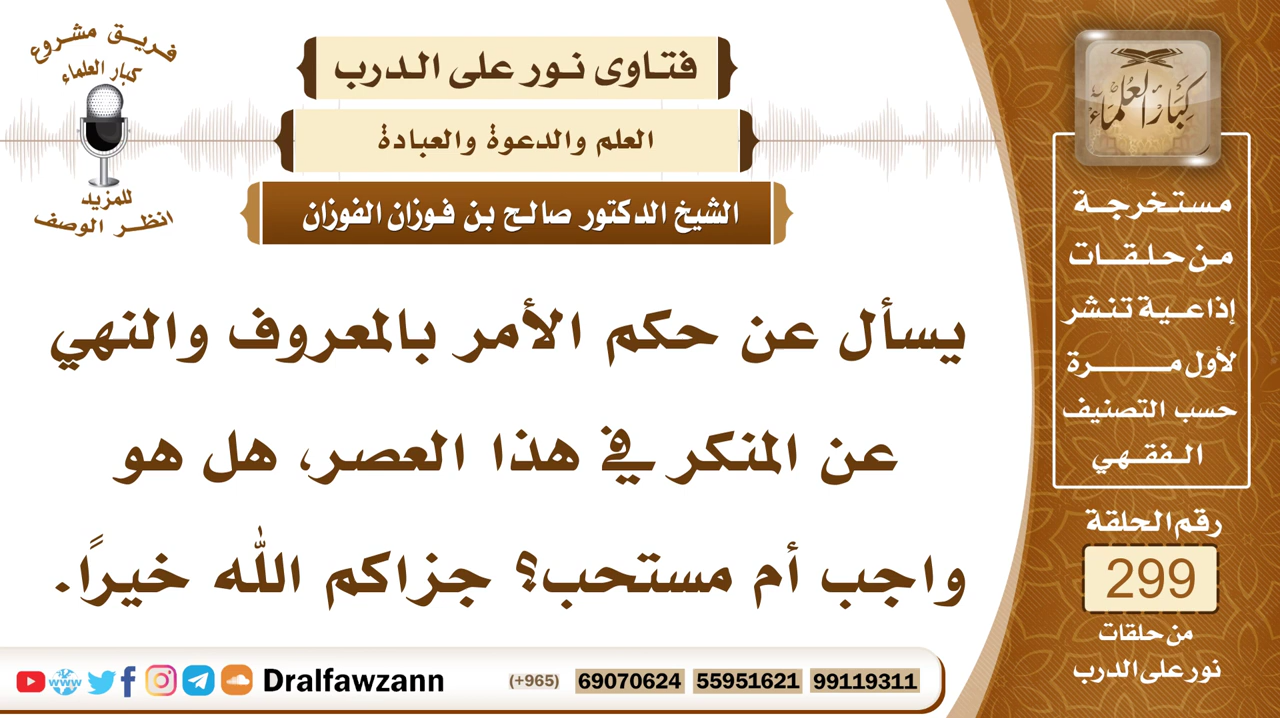 فريق مشروع
كبار العلماء
للمزيد
انظر الوصف
فتاوى نور على الدرب
العلم والدعوة والعبادة
الشيخ الدكتور صالح بن فوزان الفوزان
يسأل عن حكم الأمر بالمعروف والنهي
عن المنكر في هذا العصر، هل هو
واجب أم مستحب؟ جزاكم الله خيراً.
كبار العلماء
مستخرجة
من حلقات
إذاعية تنشر
لأول مرة
حسب التصنيف
الفقهي
رقم الحلقة
299
من حلقات
نور على الدرب
www Dralfawzann (+965) 69070624 55951621 99119311